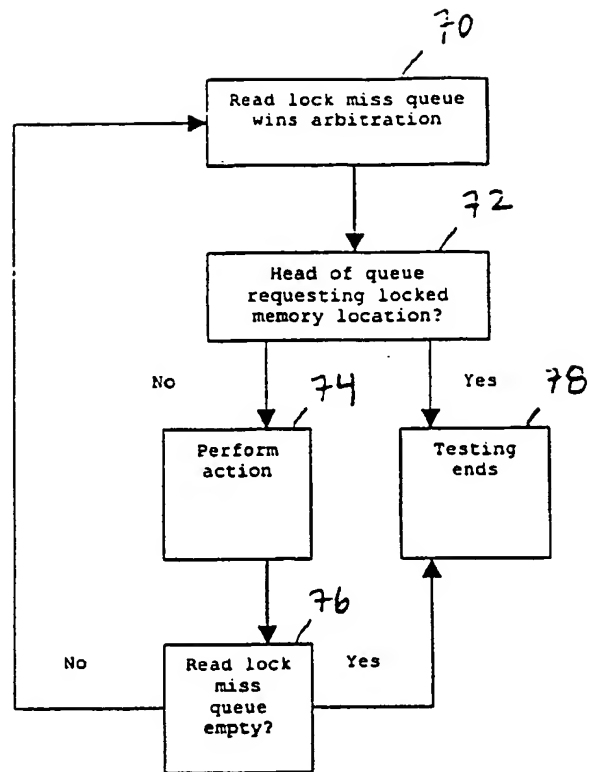 70
Read lock miss queue
wins arbitration
72
Head of queue
requesting locked
memory location?
No
Yes
74
78
Perform
action
Testing
ends
76
No
Yes
Read lock
miss
queue
empty?